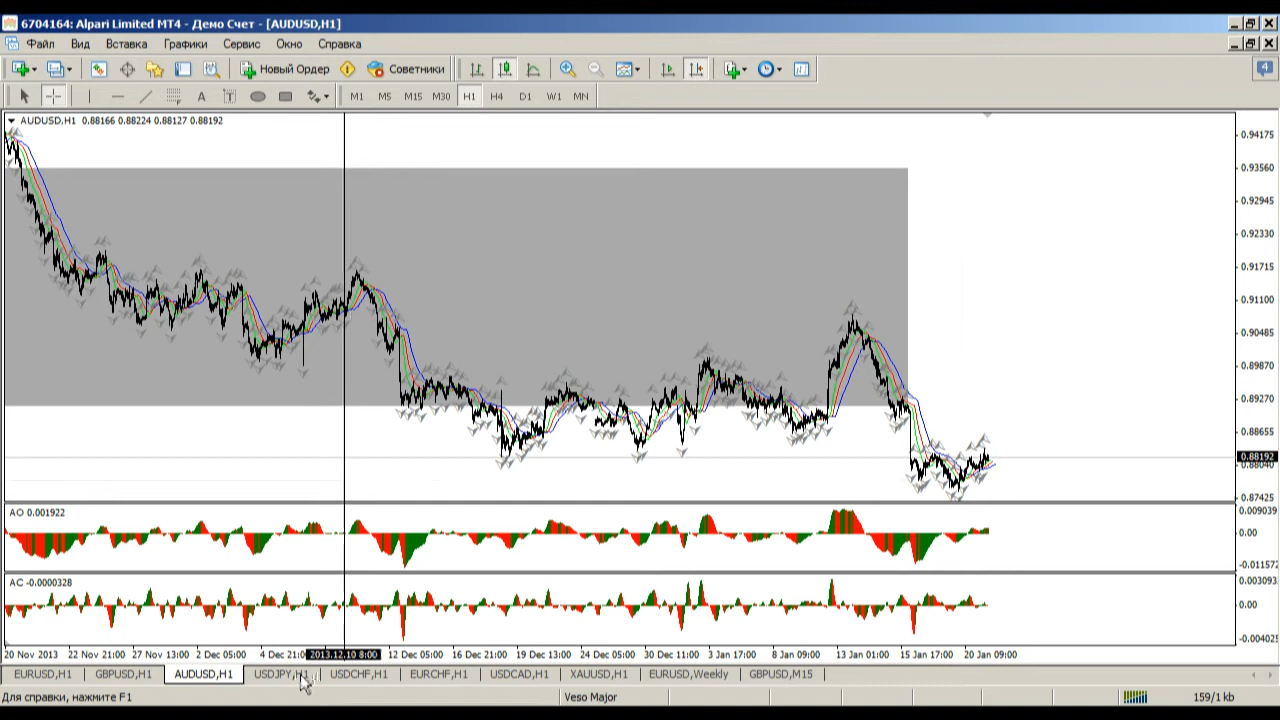 6704164: Alpari Limited MT4 - Демо Счет - [AUDUSD,H1]
Файл Вид Вставка Графики Сервис Окно Справка
Новый Ордер Советники 4
A T M1 M5 M15 M30 H1 H4 D1 W1 MN
AUDUSD,H1 0.88166 0.88224 0.88127 0.88192
0.94175
0.93560
0.92945
0.92330
0.91715
0.91100
0.90485
0.89870
0.89270
0.88655
0.88192
0.88040
0.87425
AO 0.001922
0.009039
0.00
-0.011572
AC -0.0000328
0.003093
0.00
-0.004025
20 Nov 2013 22 Nov 21:00 27 Nov 13:00 2 Dec 05:00 4 Dec 21:00 2013.12.10 8:00 12 Dec 05:00 16 Dec 21:00 19 Dec 13:00 24 Dec 05:00 30 Dec 11:00 3 Jan 17:00 8 Jan 09:00 13 Jan 01:00 15 Jan 17:00 20 Jan 09:00
EURUSD,H1 GBPUSD,H1 AUDUSD,H1 USDJPY,H1 USDCHF,H1 EURCHF,H1 USDCAD,H1 XAUUSD,H1 EURUSD,Weekly GBPUSD,M15
Для справки, нажмите F1 Veso Major 159/1 kb